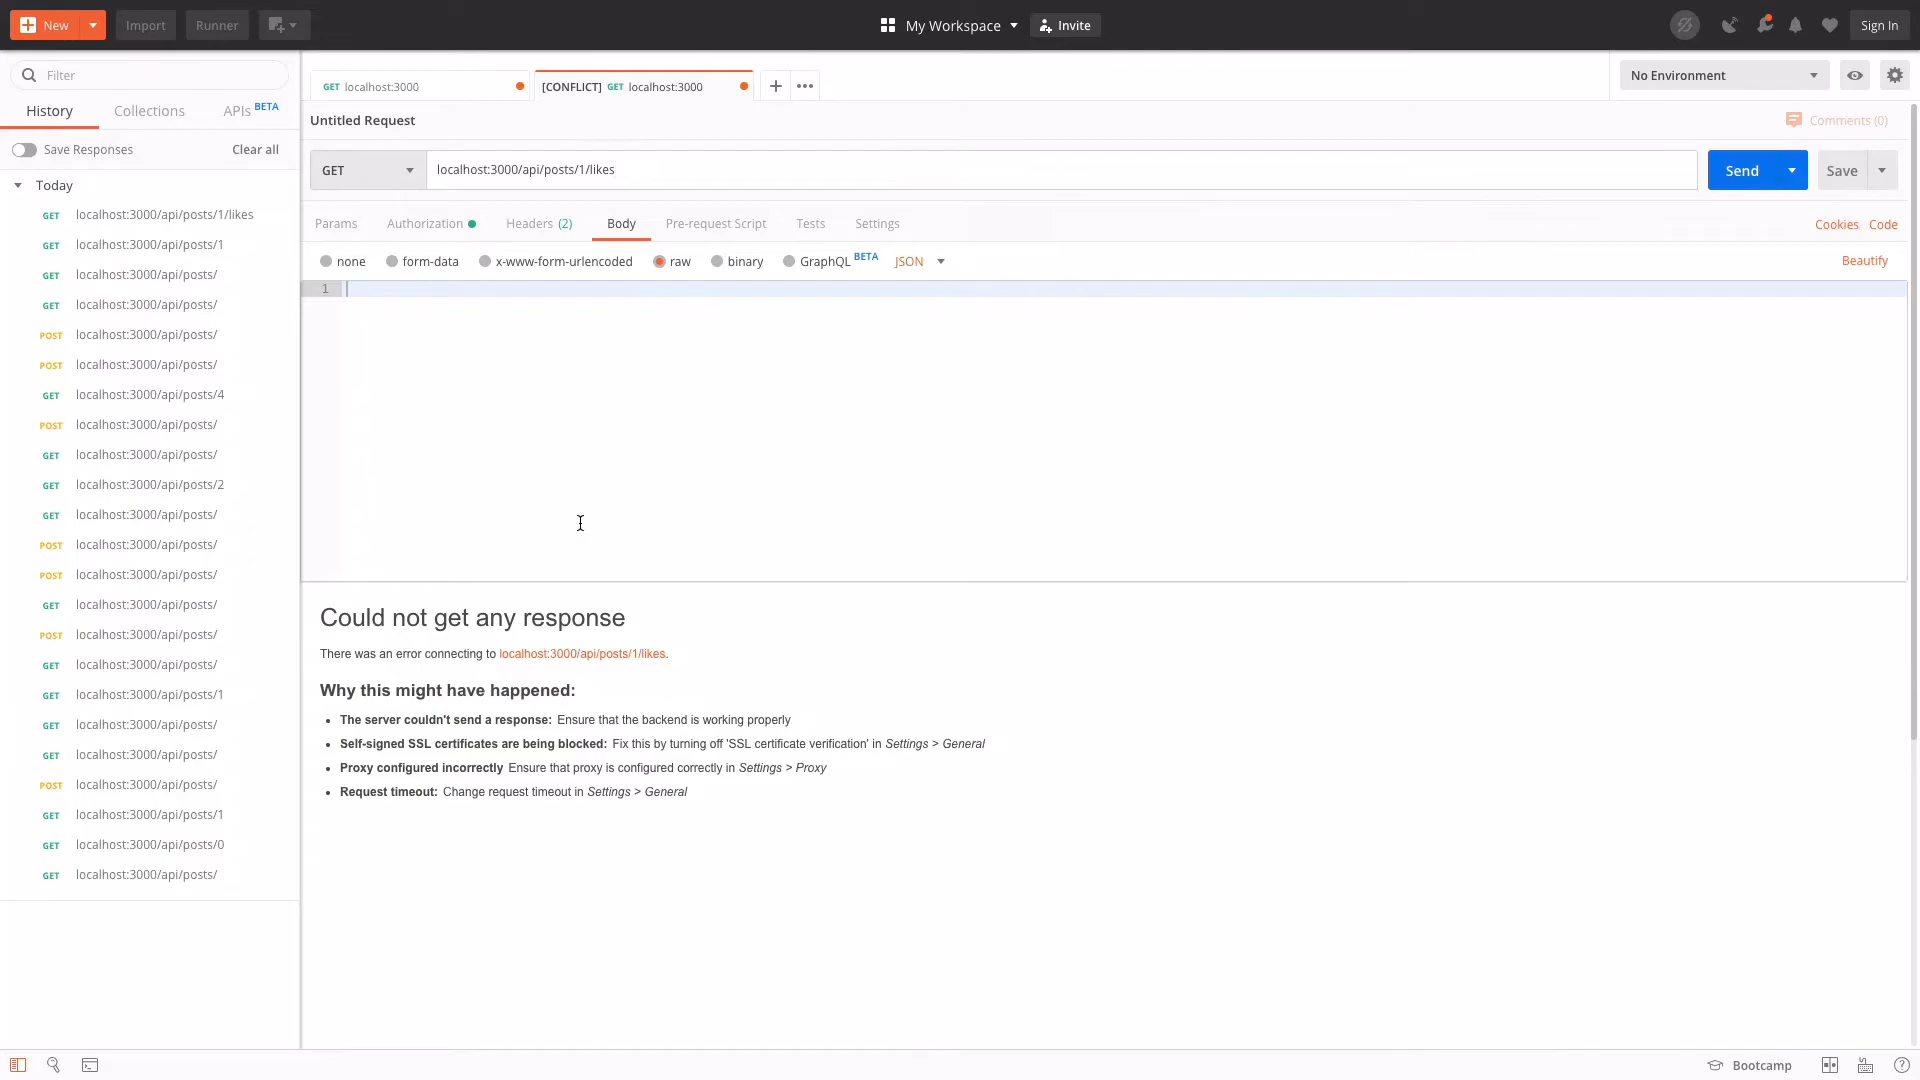 New
Import
Runner
My Workspace
Invite
Sign In
Filter
History
Collections
APIs BETA
Save Responses
Clear all
Today
GET localhost:3000/api/posts/1/likes
GET localhost:3000/api/posts/1
GET localhost:3000/api/posts/
GET localhost:3000/api/posts/
POST localhost:3000/api/posts/
POST localhost:3000/api/posts/
GET localhost:3000/api/posts/4
POST localhost:3000/api/posts/
GET localhost:3000/api/posts/
GET localhost:3000/api/posts/2
GET localhost:3000/api/posts/
POST localhost:3000/api/posts/
POST localhost:3000/api/posts/
GET localhost:3000/api/posts/
POST localhost:3000/api/posts/
GET localhost:3000/api/posts/
GET localhost:3000/api/posts/1
GET localhost:3000/api/posts/
GET localhost:3000/api/posts/
POST localhost:3000/api/posts/
GET localhost:3000/api/posts/1
GET localhost:3000/api/posts/0
GET localhost:3000/api/posts/
GET localhost:3000
[CONFLICT] GET localhost:3000
No Environment
Untitled Request
Comments (0)
GET
localhost:3000/api/posts/1/likes
Send
Save
Params
Authorization
Headers (2)
Body
Pre-request Script
Tests
Settings
Cookies
Code
none
form-data
x-www-form-urlencoded
raw
binary
GraphQL BETA
JSON
Beautify
1
Could not get any response
There was an error connecting to localhost:3000/api/posts/1/likes.
Why this might have happened:
• The server couldn't send a response: Ensure that the backend is working properly
• Self-signed SSL certificates are being blocked: Fix this by turning off 'SSL certificate verification' in Settings > General
• Proxy configured incorrectly Ensure that proxy is configured correctly in Settings > Proxy
• Request timeout: Change request timeout in Settings > General
Bootcamp